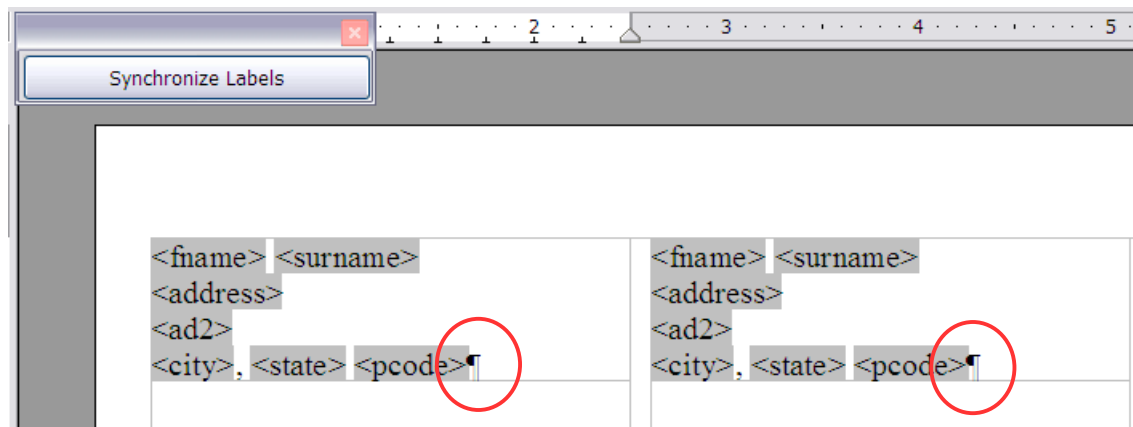 2 3 4 5
Synchronize Labels
<fname> <surname>
<address>
<ad2>
<city>, <state> <pcode>¶
<fname> <surname>
<address>
<ad2>
<city>, <state> <pcode>¶